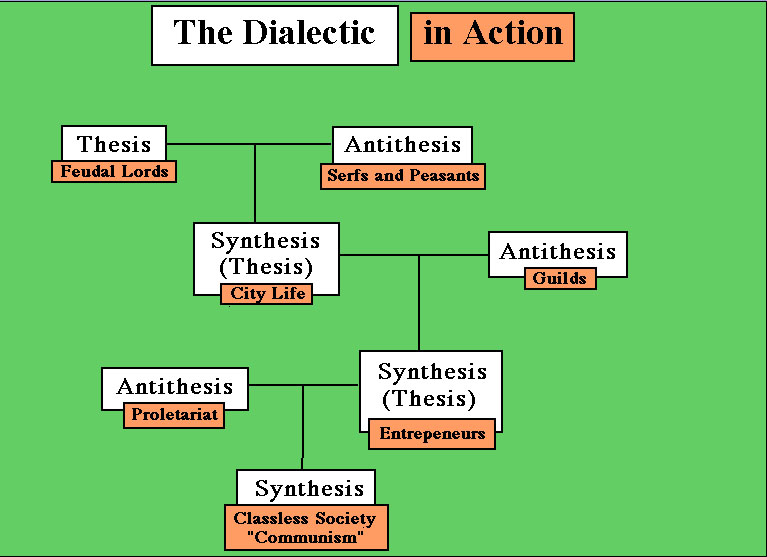 The Dialectic in Action
Thesis
Feudal Lords
Antithesis
Serfs and Peasants
Synthesis
(Thesis)
City Life
Antithesis
Guilds
Synthesis
(Thesis)
Entrepeneurs
Antithesis
Proletariat
Synthesis
Classless Society
"Communism"